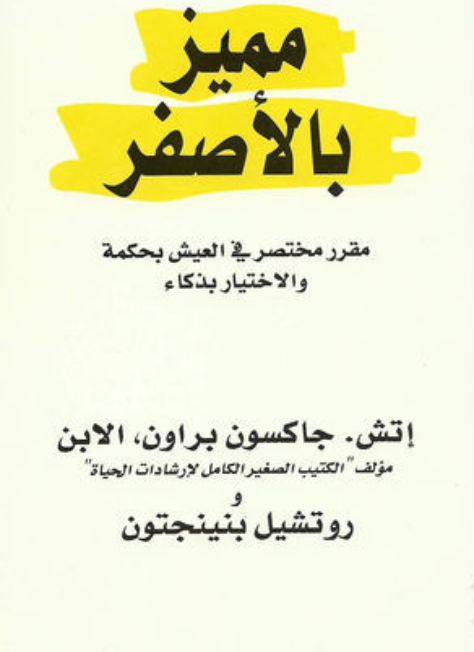 مميز
بالأصفر
مقرر مختصر في العيش بحكمة
والاختيار بذكاء
إتش. جاكسون براون، الابن
مؤلف "الكتيب الصغير الكامل لإرشادات الحياة"
و
روتشيل بنينجتون